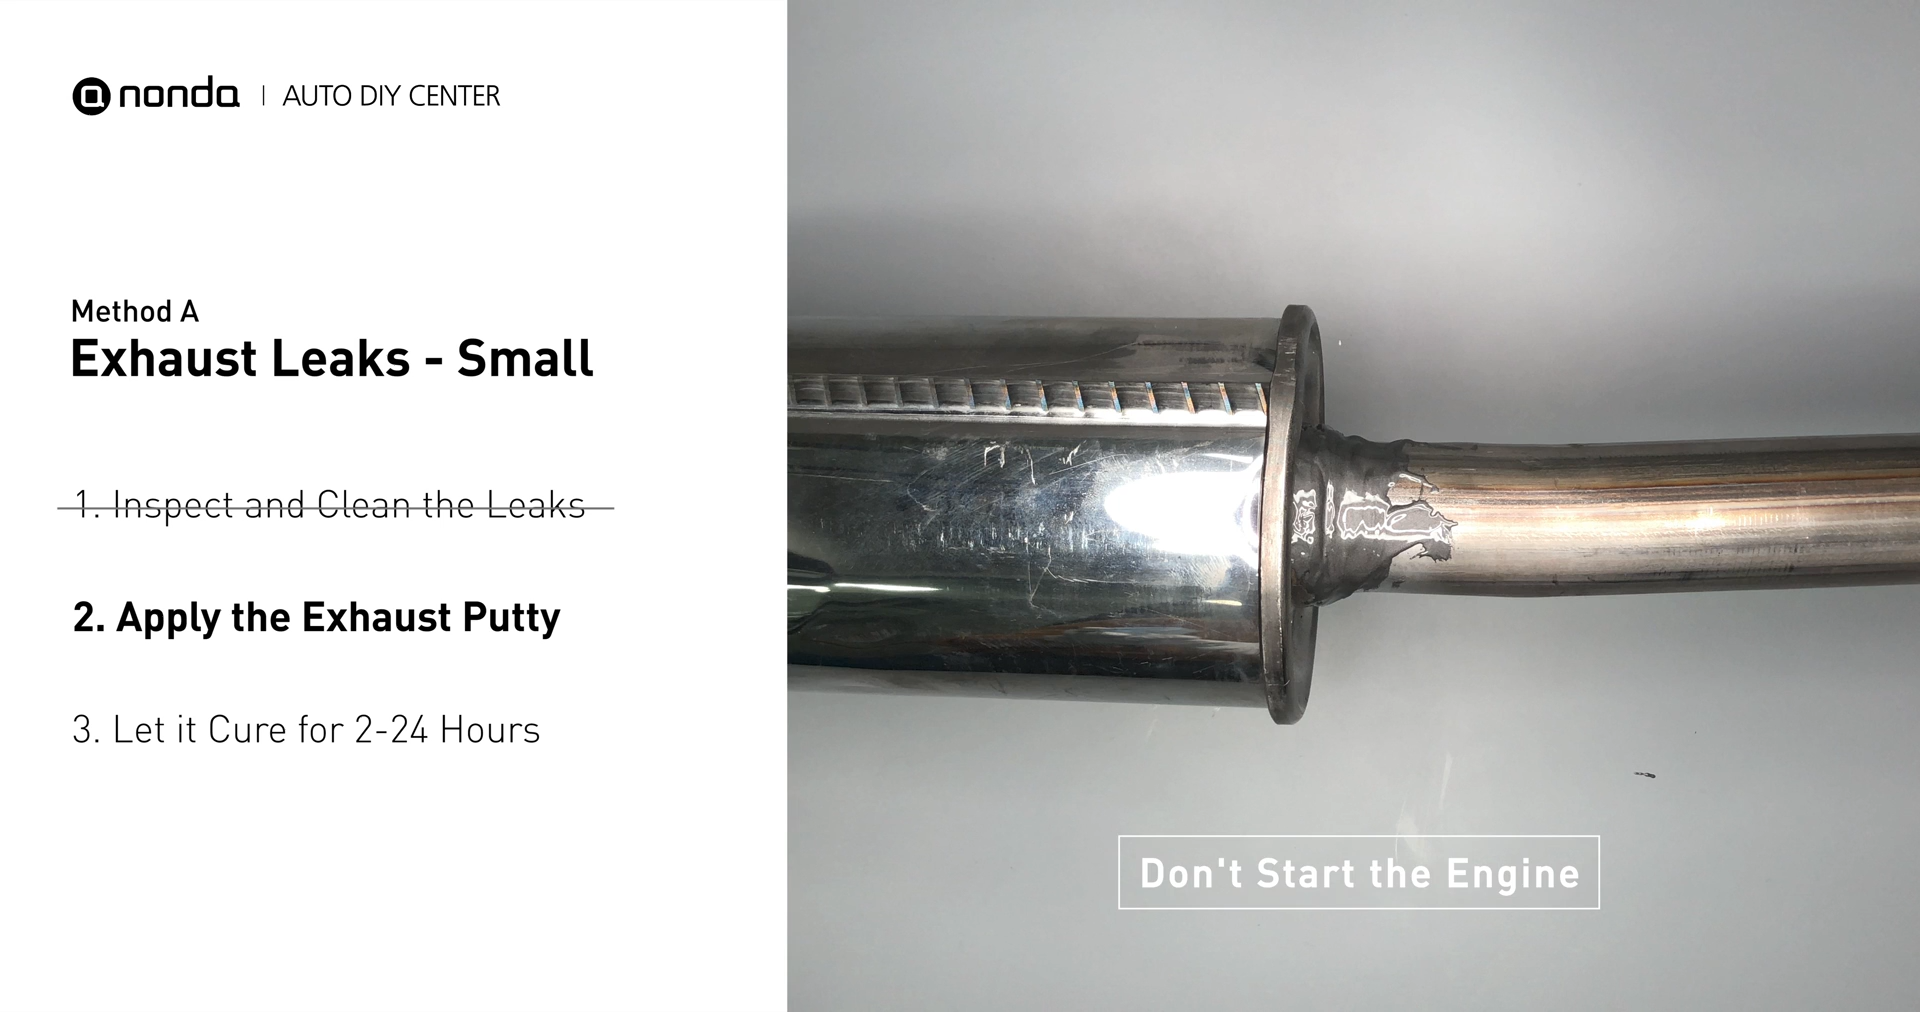 nonda | AUTO DIY CENTER
Method A
Exhaust Leaks - Small
1. Inspect and Clean the Leaks
2. Apply the Exhaust Putty
3. Let it Cure for 2-24 Hours
Don't Start the Engine